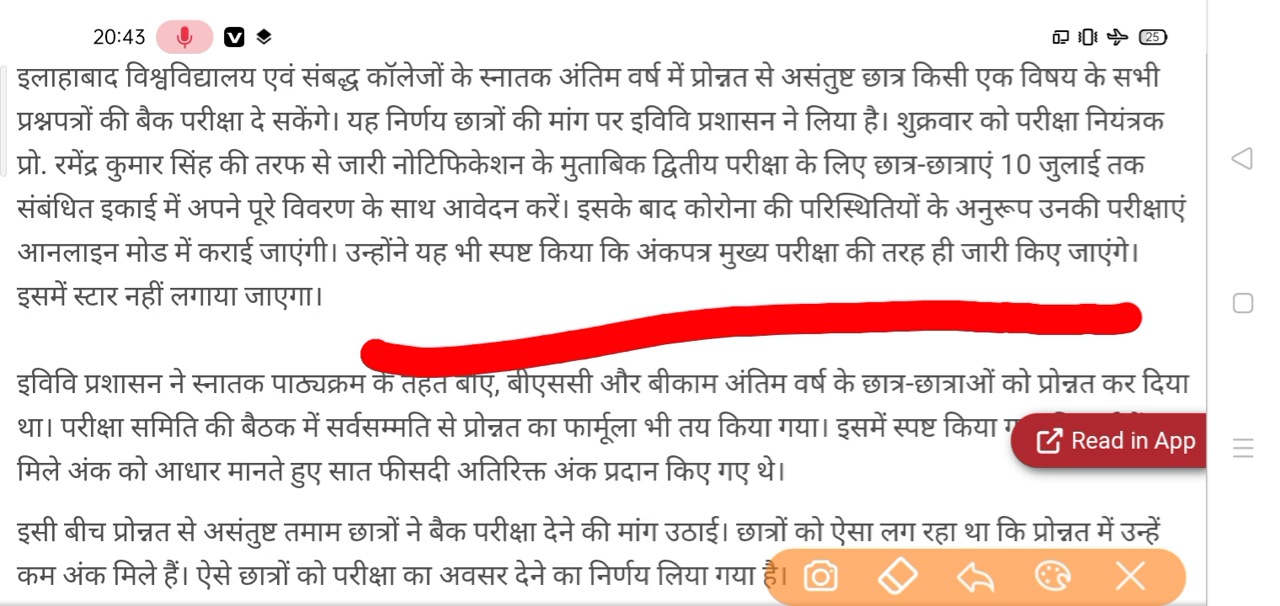 20:43
25
इलाहाबाद विश्वविद्यालय एवं संबद्ध कॉलेजों के स्नातक अंतिम वर्ष में प्रोन्नत से असंतुष्ट छात्र किसी एक विषय के सभी
प्रश्नपत्रों की बैक परीक्षा दे सकेंगे। यह निर्णय छात्रों की मांग पर इविवि प्रशासन ने लिया है। शुक्रवार को परीक्षा नियंत्रक
प्रो. रमेंद्र कुमार सिंह की तरफ से जारी नोटिफिकेशन के मुताबिक द्वितीय परीक्षा के लिए छात्र-छात्राएं 10 जुलाई तक
संबंधित इकाई में अपने पूरे विवरण के साथ आवेदन करें। इसके बाद कोरोना की परिस्थितियों के अनुरूप उनकी परीक्षाएं
आनलाइन मोड में कराई जाएंगी। उन्होंने यह भी स्पष्ट किया कि अंकपत्र मुख्य परीक्षा की तरह ही जारी किए जाएंगे।
इसमें स्टार नहीं लगाया जाएगा।
इविवि प्रशासन ने स्नातक पाठ्यक्रम के तहत बीए, बीएससी और बीकाम अंतिम वर्ष के छात्र-छात्राओं को प्रोन्नत कर दिया
था। परीक्षा समिति की बैठक में सर्वसम्मति से प्रोन्नत का फार्मूला भी तय किया गया। इसमें स्पष्ट किया
Read in App
मिले अंक को आधार मानते हुए सात फीसदी अतिरिक्त अंक प्रदान किए गए थे।
इसी बीच प्रोन्नत से असंतुष्ट तमाम छात्रों ने बैक परीक्षा देने की मांग उठाई। छात्रों को ऐसा लग रहा था कि प्रोन्नत में उन्हें
कम अंक मिले हैं। ऐसे छात्रों को परीक्षा का अवसर देने का निर्णय लिया गया है।